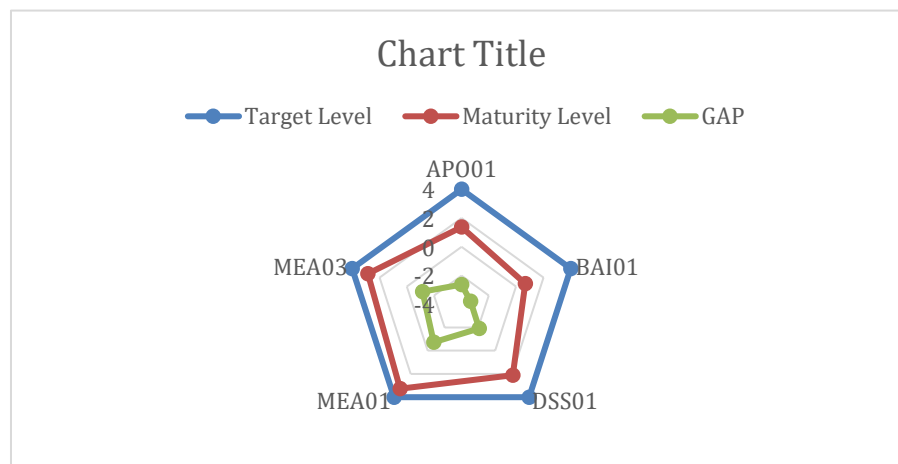 Chart Title
Target Level Maturity Level GAP
APO01
4
2
0
-2
-4
MEA03 BAI01
MEA01 DSS01